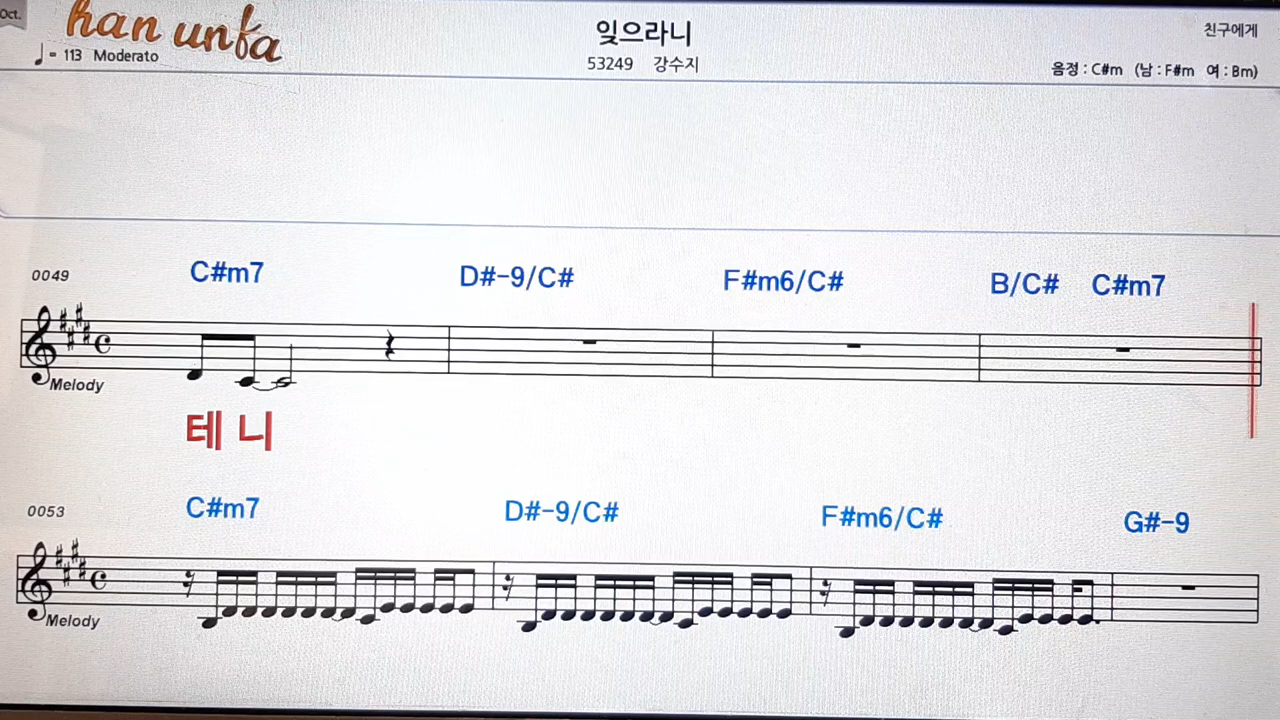 Oct.
han unfa
잊으라니
친구에게
♩= 113 Moderato
53249 강수지
음정 : C#m (남 : F#m 여 : Bm)
0049 C#m7 D#-9/C# F#m6/C# B/C# C#m7
Melody
테 니
0053 C#m7 D#-9/C# F#m6/C# G#-9
Melody